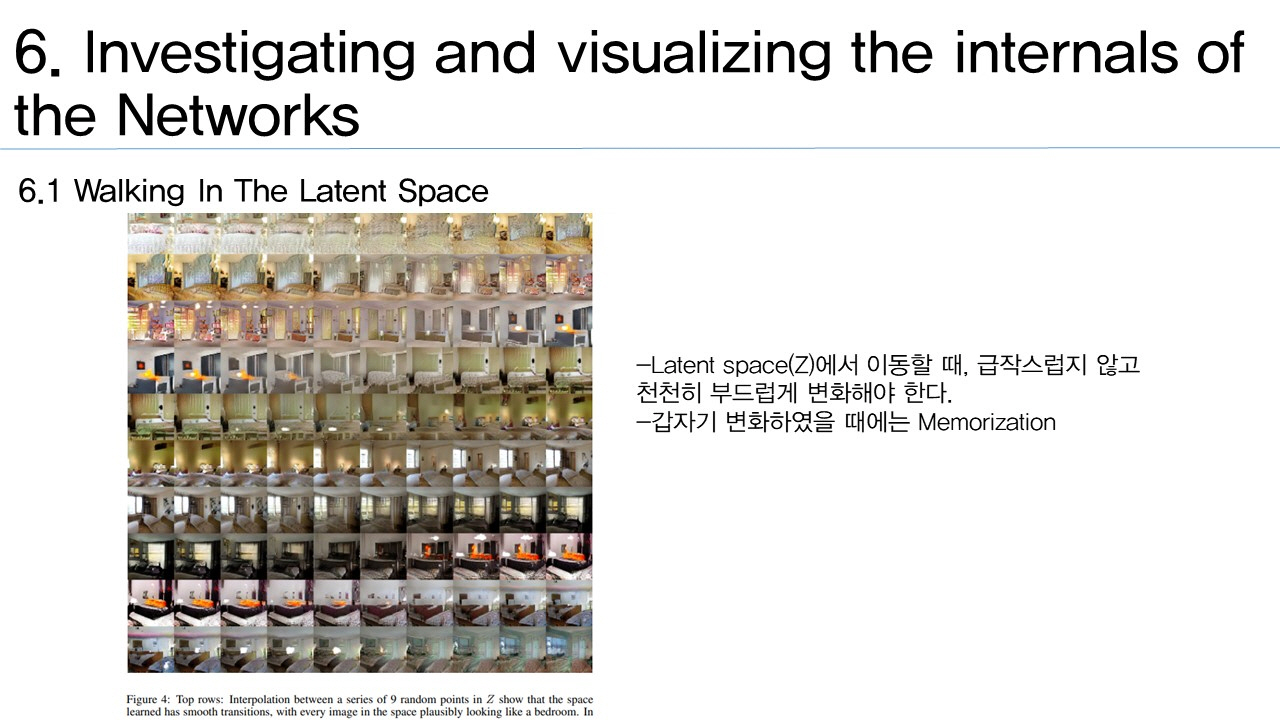 6. Investigating and visualizing the internals of
the Networks
6.1 Walking In The Latent Space
-Latent space(Z)에서 이동할 때, 급작스럽지 않고
천천히 부드럽게 변화해야 한다.
-갑자기 변화하였을 때에는 Memorization
Figure 4: Top rows: Interpolation between a series of 9 random points in Z show that the space
learned has smooth transitions, with every image in the space plausibly looking like a bedroom. In